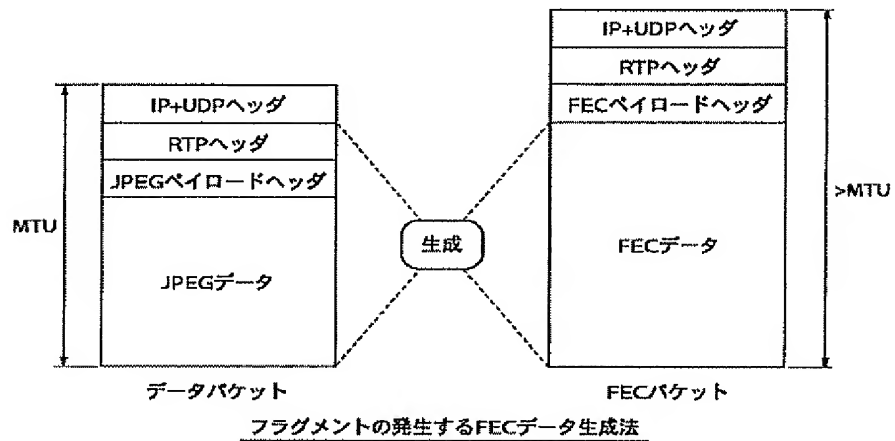 IP+UDPヘッダ
RTPヘッダ
JPEGペイロードヘッダ
JPEGデータ
MTU
データパケット
生成
IP+UDPヘッダ
RTPヘッダ
FECペイロードヘッダ
FECデータ
>MTU
FECパケット
フラグメントの発生するFECデータ生成法